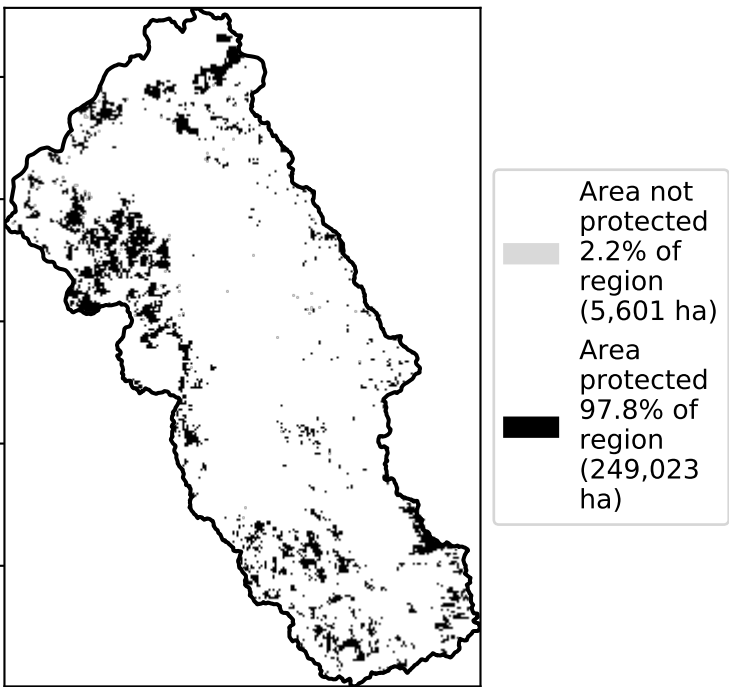 Area not
protected
2.2% of
region
(5,601 ha)
Area
protected
97.8% of
region
(249,023
ha)